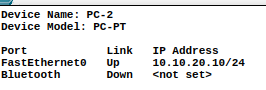 Device Name: PC-2
Device Model: PC-PT
Port Link IP Address
FastEthernet0 Up 10.10.20.10/24
Bluetooth Down <not set>